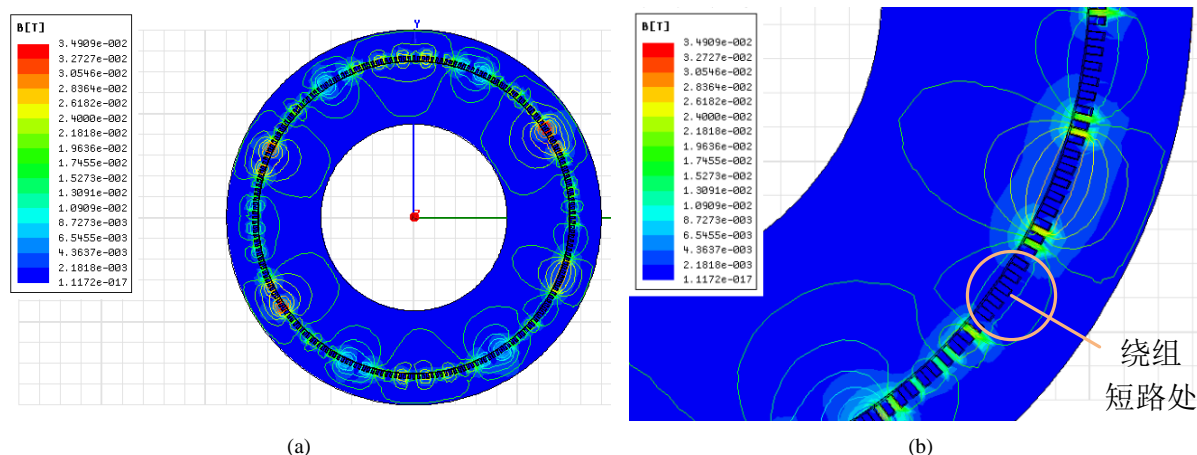 B[T]
3.4909e-002
3.2727e-002
3.0546e-002
2.8364e-002
2.6182e-002
2.4000e-002
2.1818e-002
1.9636e-002
1.7455e-002
1.5273e-002
1.3091e-002
1.0909e-002
8.7273e-003
6.5455e-003
4.3637e-003
2.1818e-003
1.1172e-017
Y
(a)
B[T]
3.4909e-002
3.2727e-002
3.0546e-002
2.8364e-002
2.6182e-002
2.4000e-002
2.1818e-002
1.9636e-002
1.7455e-002
1.5273e-002
1.3091e-002
1.0909e-002
8.7273e-003
6.5455e-003
4.3637e-003
2.1818e-003
1.1172e-017
绕组
短路处
(b)